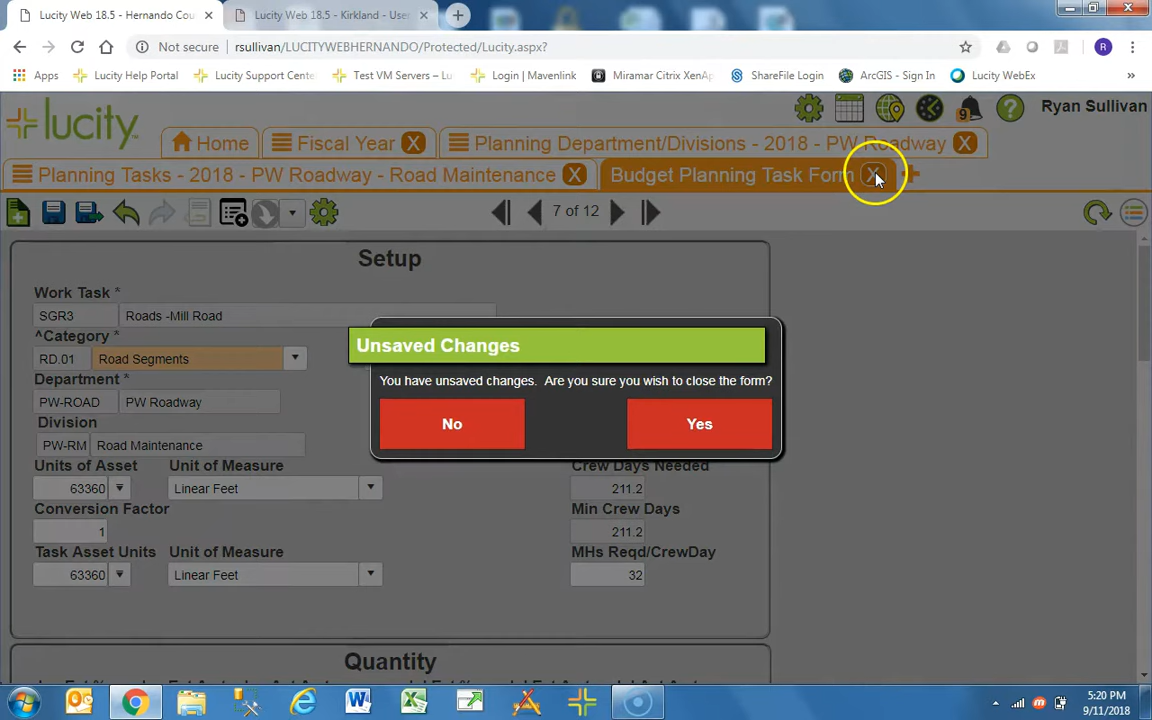 Lucity Web 18.5 - Hernando Cou
Lucity Web 18.5 - Kirkland - Use
Not secure
rsullivan/LUCITYWEBHERNANDO/Protected/Lucity.aspx?
R
Apps
Lucity Help Portal
Lucity Support Cente
Test VM Servers – Lu
Login | Mavenlink
Miramar Citrix XenAp
ShareFile Login
ArcGIS - Sign In
Lucity WebEx
lucity
Home
Fiscal Year
X
Planning Department/Divisions - 2018 - PW Roadway
X
9
?
Ryan Sullivan
Planning Tasks - 2018 - PW Roadway - Road Maintenance
X
Budget Planning Task Form
X
7 of 12
Setup
Work Task *
SGR3
Roads -Mill Road
^Category *
RD.01
Road Segments
Department *
PW-ROAD
PW Roadway
Division
PW-RM
Road Maintenance
Unsaved Changes
You have unsaved changes. Are you sure you wish to close the form?
No
Yes
Units of Asset
Unit of Measure
Crew Days Needed
63360
Linear Feet
211.2
Conversion Factor
Min Crew Days
1
211.2
Task Asset Units
Unit of Measure
MHs Reqd/CrewDay
63360
Linear Feet
32
Quantity
5:20 PM
9/11/2018